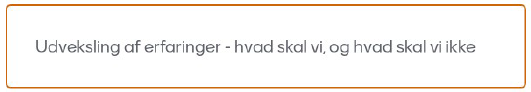 Udveksling af erfaringer - hvad skal vi, og hvad skal vi ikke